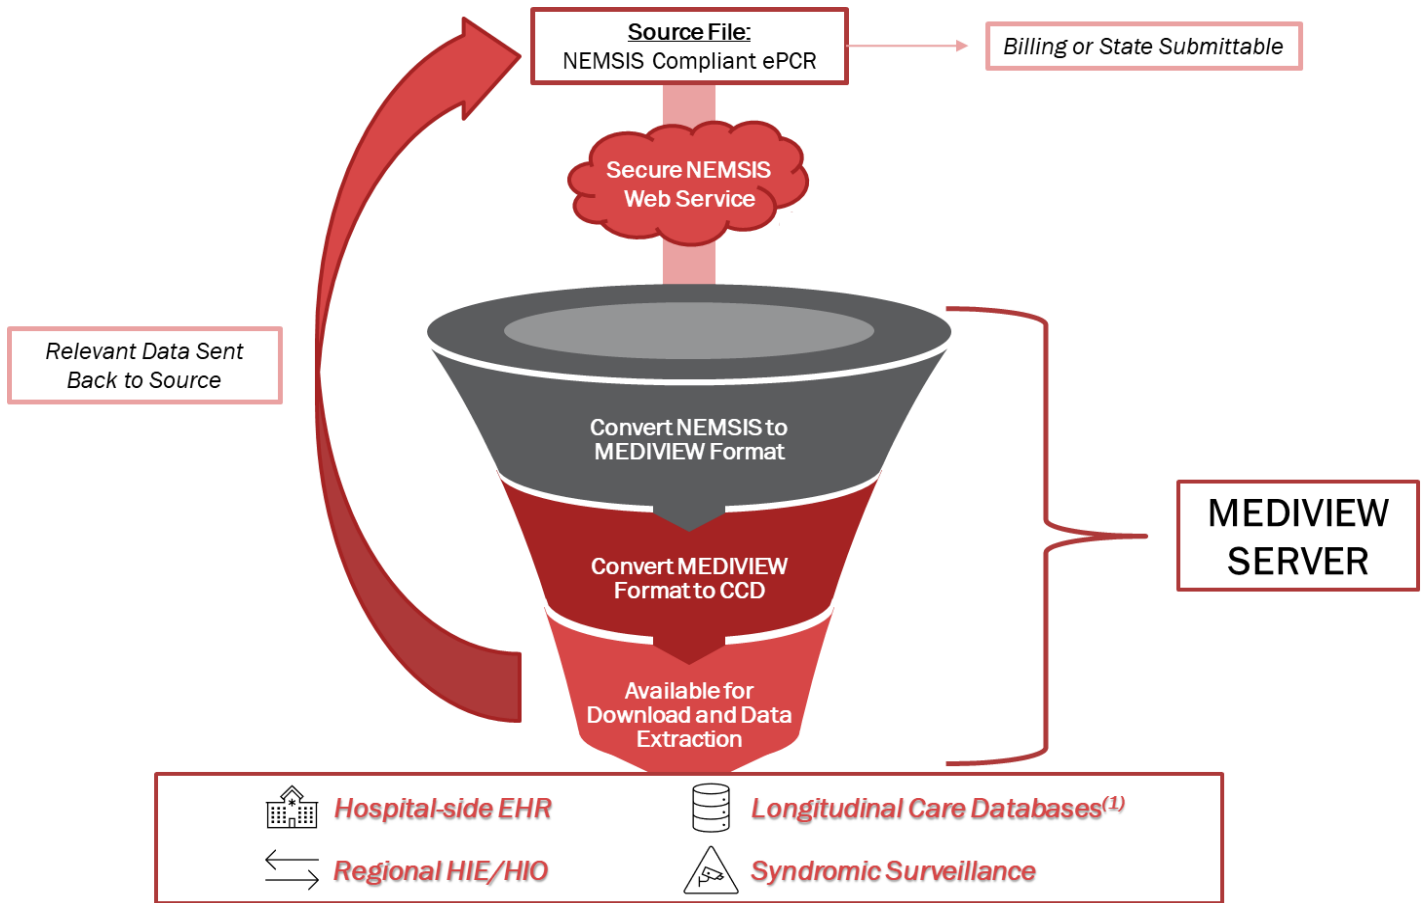 Source File:
NEMSIS Compliant ePCR
Billing or State Submittable
Secure NEMSIS
Web Service
Relevant Data Sent
Back to Source
Convert NEMSIS to
MEDIVIEW Format
Convert MEDIVIEW
Format to CCD
Available for
Download and Data
Extraction
MEDIVIEW
SERVER
Hospital-side EHR
Longitudinal Care Databases(1)
Regional HIE/HIO
Syndromic Surveillance